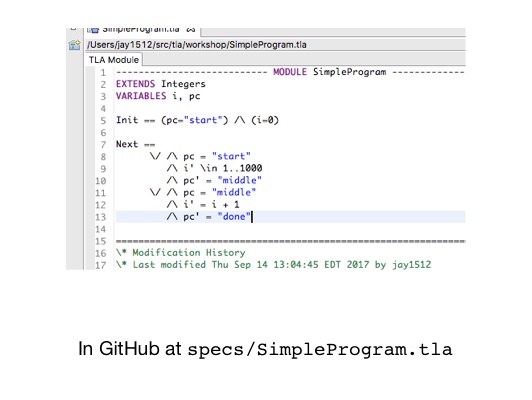 SimpleProgram.tla
/Users/jay1512/src/tla/workshop/SimpleProgram.tla
TLA Module
1 --------------------------- MODULE SimpleProgram -------------
2 EXTENDS Integers
3 VARIABLES i, pc
4
5 Init == (pc="start") /\ (i=0)
6
7 Next ==
8 \/ /\ pc = "start"
9 /\ i' \in 1..1000
10 /\ pc' = "middle"
11 \/ /\ pc = "middle"
12 /\ i' = i + 1
13 /\ pc' = "done"
14
15 =============================================================
16 \* Modification History
17 \* Last modified Thu Sep 14 13:04:45 EDT 2017 by jay1512
In GitHub at specs/SimpleProgram.tla